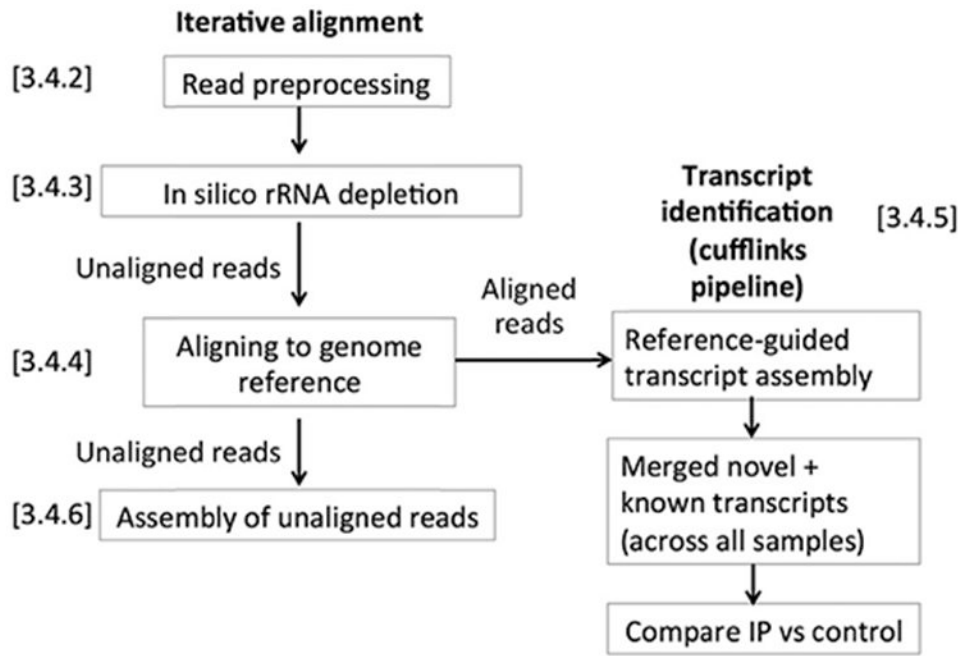 Iterative alignment
[3.4.2]
Read preprocessing
[3.4.3]
In silico rRNA depletion
Unaligned reads
[3.4.4]
Aligning to genome
reference
Unaligned reads
[3.4.6]
Assembly of unaligned reads
Aligned
reads
Transcript
identification
(cufflinks
pipeline)
[3.4.5]
Reference-guided
transcript assembly
Merged novel +
known transcripts
(across all samples)
Compare IP vs control